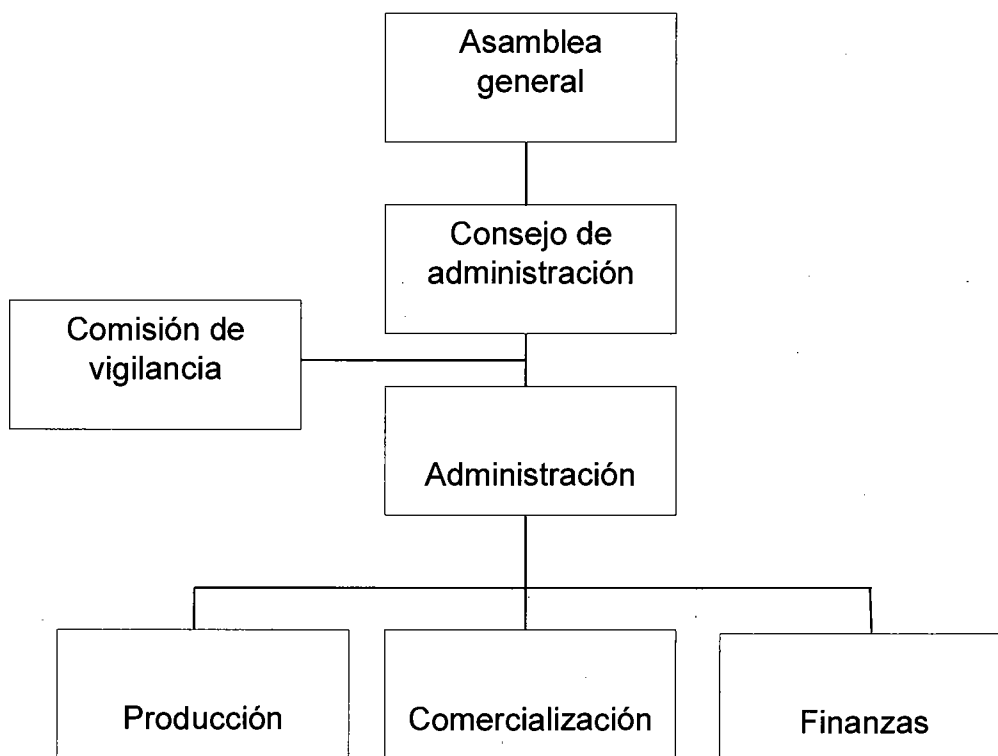 Asamblea
general
Consejo de
administración
Comisión de
vigilancia
Administración
Producción
Comercialización
Finanzas